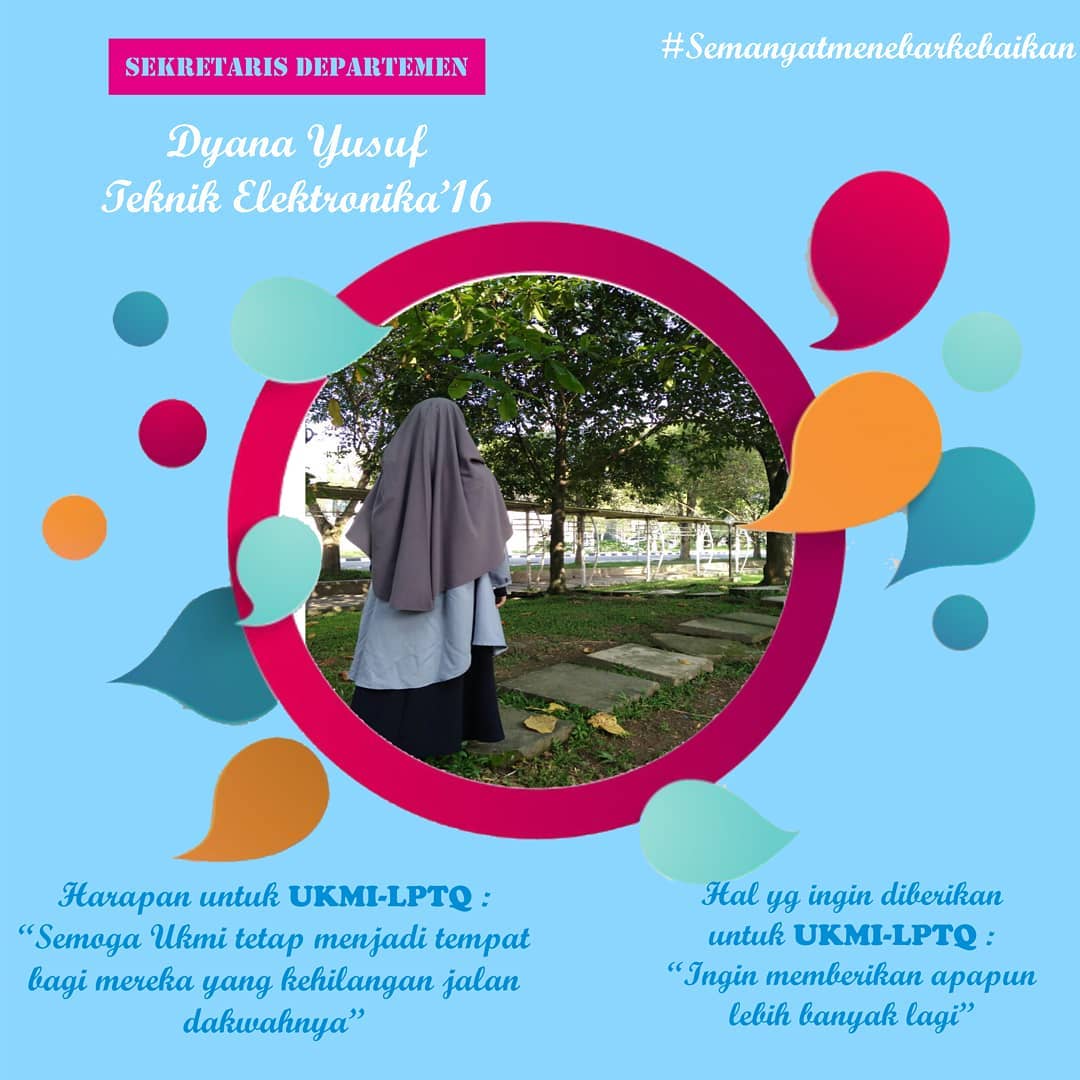 SEKRETARIS DEPARTEMEN
#Semangatmenebarkebaikan
Dyana Yusuf
Teknik Elektronika'16
Harapan untuk UKMI-LPTQ :
“Semoga Ukmi tetap menjadi tempat
bagi mereka yang kehilangan jalan
dakwahnya”
Hal yg ingin diberikan
untuk UKMI-LPTQ :
“Ingin memberikan apapun
lebih banyak lagi”